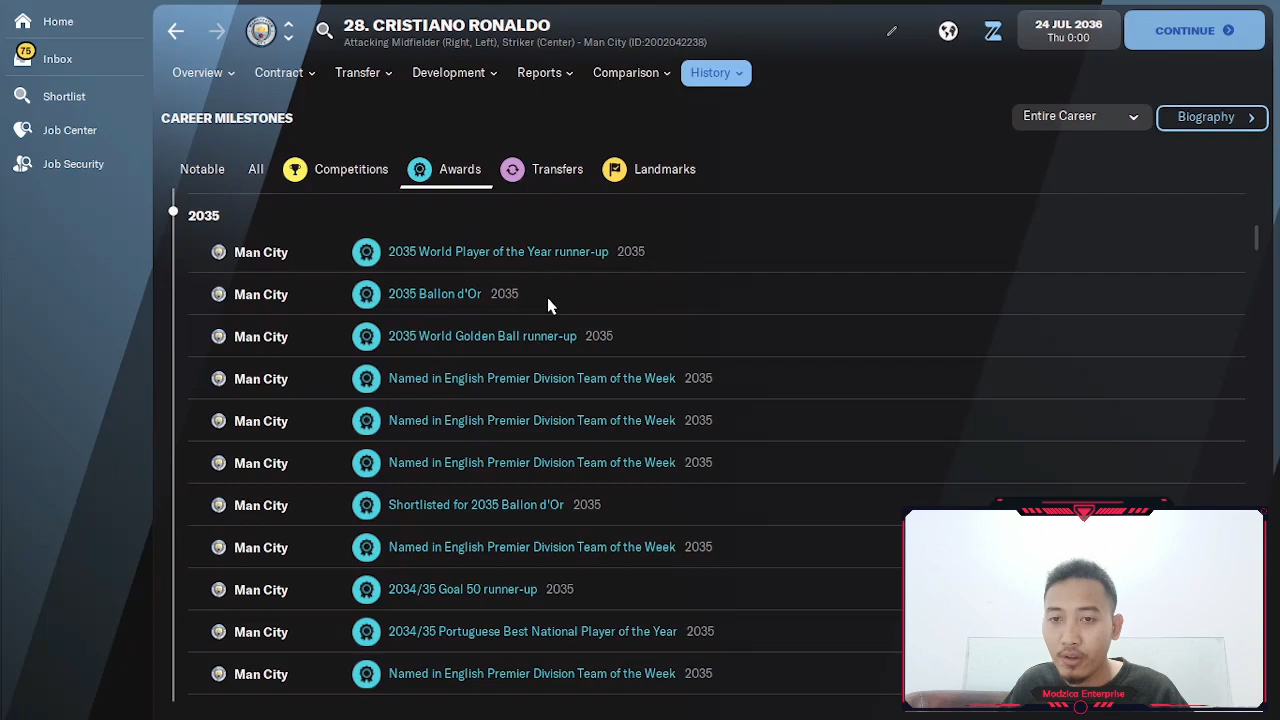 Home
28. CRISTIANO RONALDO
Attacking Midfielder (Right, Left), Striker (Center) - Man City (ID:2002042238)
24 JUL 2036
Thu 0:00
CONTINUE
75
Inbox
Shortlist
Job Center
Job Security
Overview
Contract
Transfer
Development
Reports
Comparison
History
CAREER MILESTONES
Entire Career
Biography
Notable
All
Competitions
Awards
Transfers
Landmarks
2035
Man City 2035 World Player of the Year runner-up 2035
Man City 2035 Ballon d'Or 2035
Man City 2035 World Golden Ball runner-up 2035
Man City Named in English Premier Division Team of the Week 2035
Man City Named in English Premier Division Team of the Week 2035
Man City Named in English Premier Division Team of the Week 2035
Man City Shortlisted for 2035 Ballon d'Or 2035
Man City Named in English Premier Division Team of the Week 2035
Man City 2034/35 Goal 50 runner-up 2035
Man City 2034/35 Portuguese Best National Player of the Year 2035
Man City Named in English Premier Division Team of the Week 2035
Modzica Enterprise